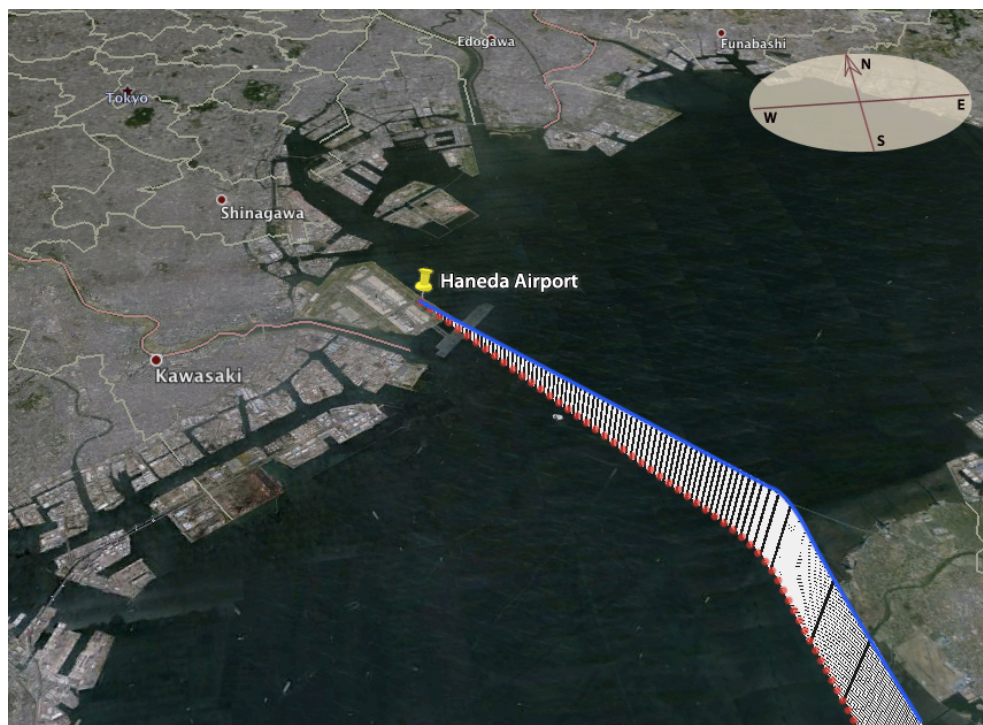 Edogawa
Funabashi
N
Tokyo
W
E
S
Shinagawa
Haneda Airport
Kawasaki